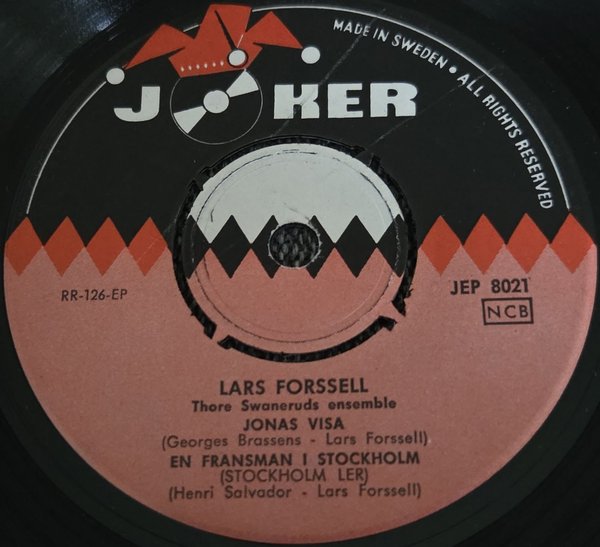 JOKER
MADE IN SWEDEN • ALL RIGHTS RESERVED
RR-126-EP
JEP 8021
NCB
LARS FORSSELL
Thore Swaneruds ensemble
JONAS VISA
(Georges Brassens - Lars Forssell)
EN FRANSMAN I STOCKHOLM
(STOCKHOLM LER)
(Henri Salvador - Lars Forssell)